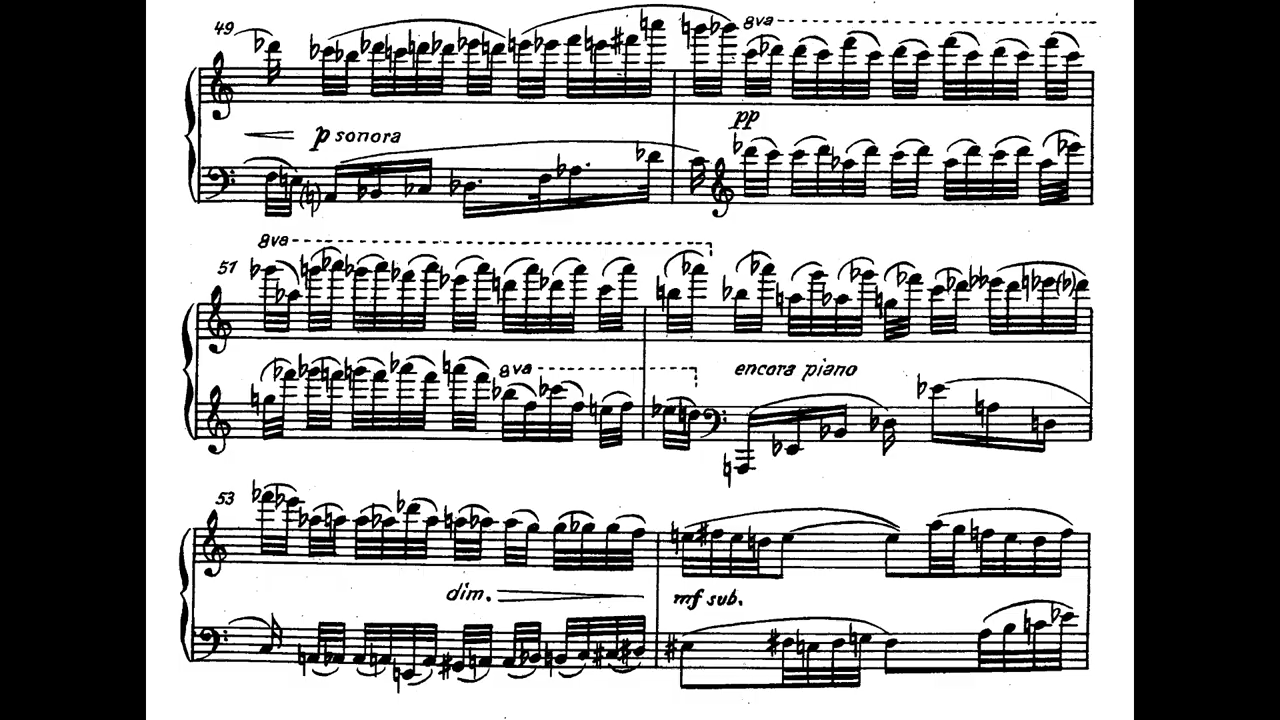 49
8va
p sonora
pp
8va
51
8va
encora piano
53
dim.
mf sub.